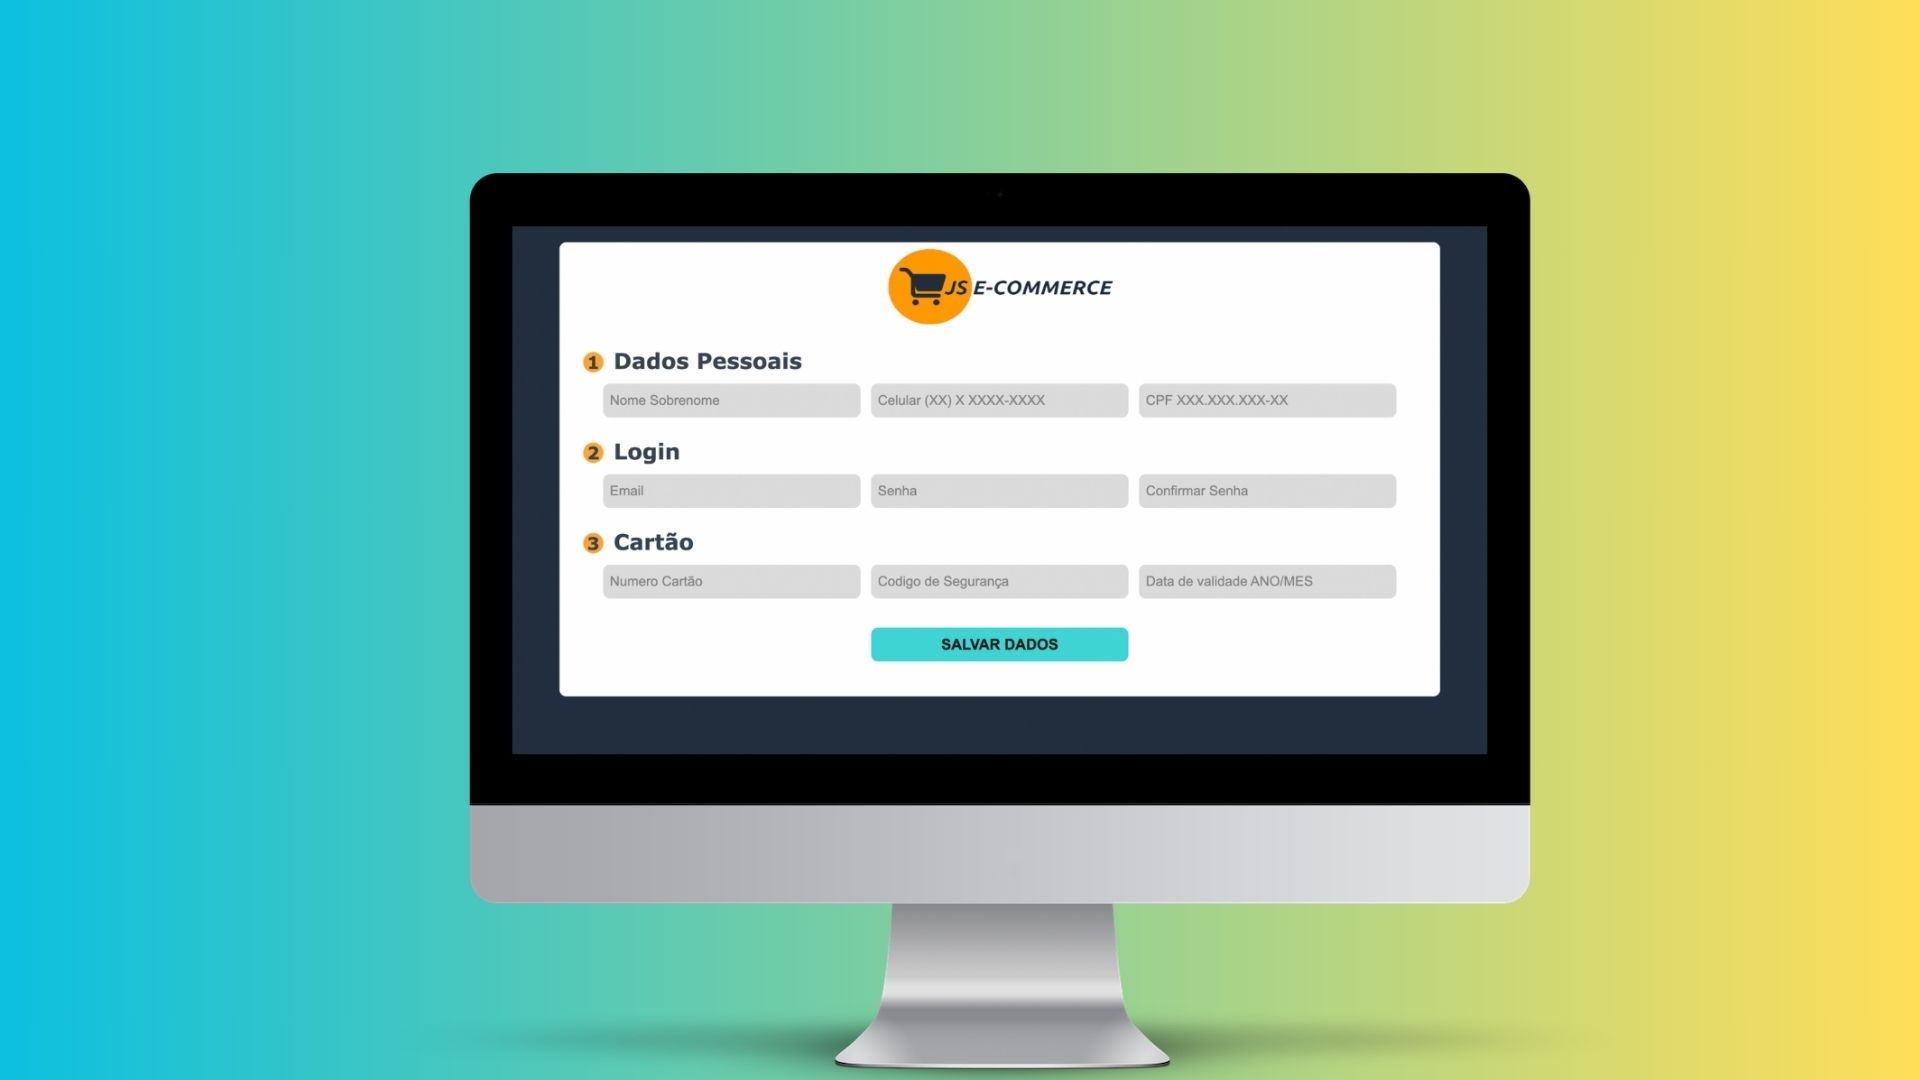 JS E-COMMERCE
1 Dados Pessoais
Nome Sobrenome
Celular (XX) X XXXX-XXXX
CPF XXX.XXX.XXX-XX
2 Login
Email
Senha
Confirmar Senha
3 Cartão
Numero Cartão
Codigo de Segurança
Data de validade ANO/MES
SALVAR DADOS